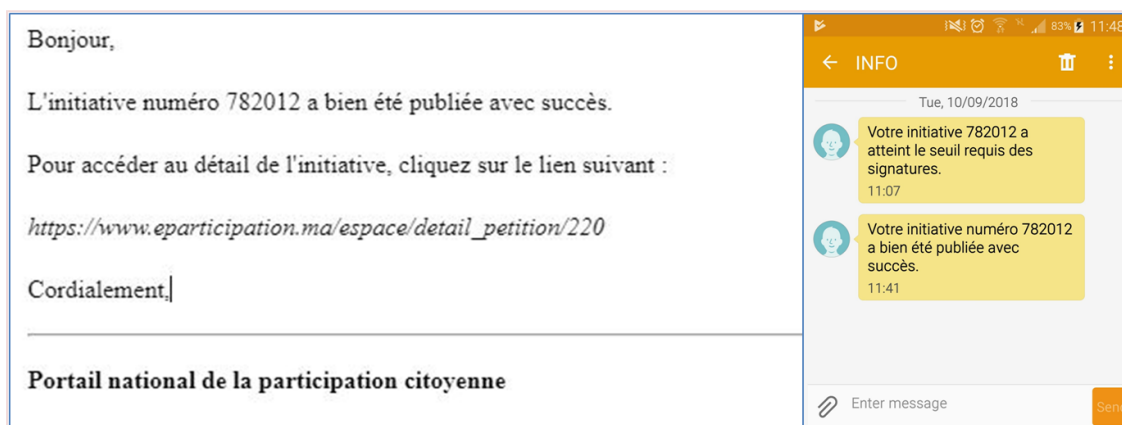 Bonjour,
L'initiative numéro 782012 a bien été publiée avec succès.
Pour accéder au détail de l'initiative, cliquez sur le lien suivant :
https://www.eparticipation.ma/espace/detail_petition/220
Cordialement,
Portail national de la participation citoyenne
83% 11:48
INFO
Tue, 10/09/2018
Votre initiative 782012 a
atteint le seuil requis des
signatures.
11:07
Votre initiative numéro 782012
a bien été publiée avec
succès.
11:41
Enter message
Send